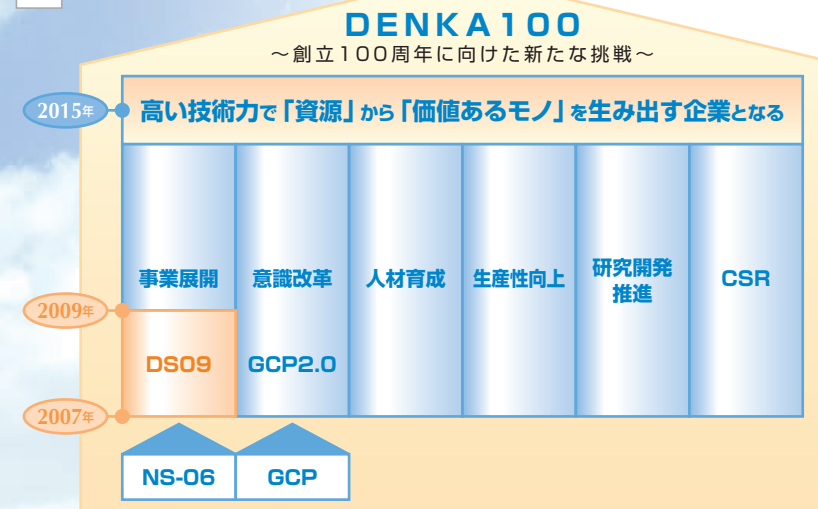 DENKA100
～創立100周年に向けた新たな挑戦～
2015年
高い技術力で「資源」から「価値あるモノ」を生み出す企業となる
事業展開
意識改革
人材育成
生産性向上
研究開発
推進
CSR
2009年
DS09
GCP2.0
2007年
NS-06
GCP